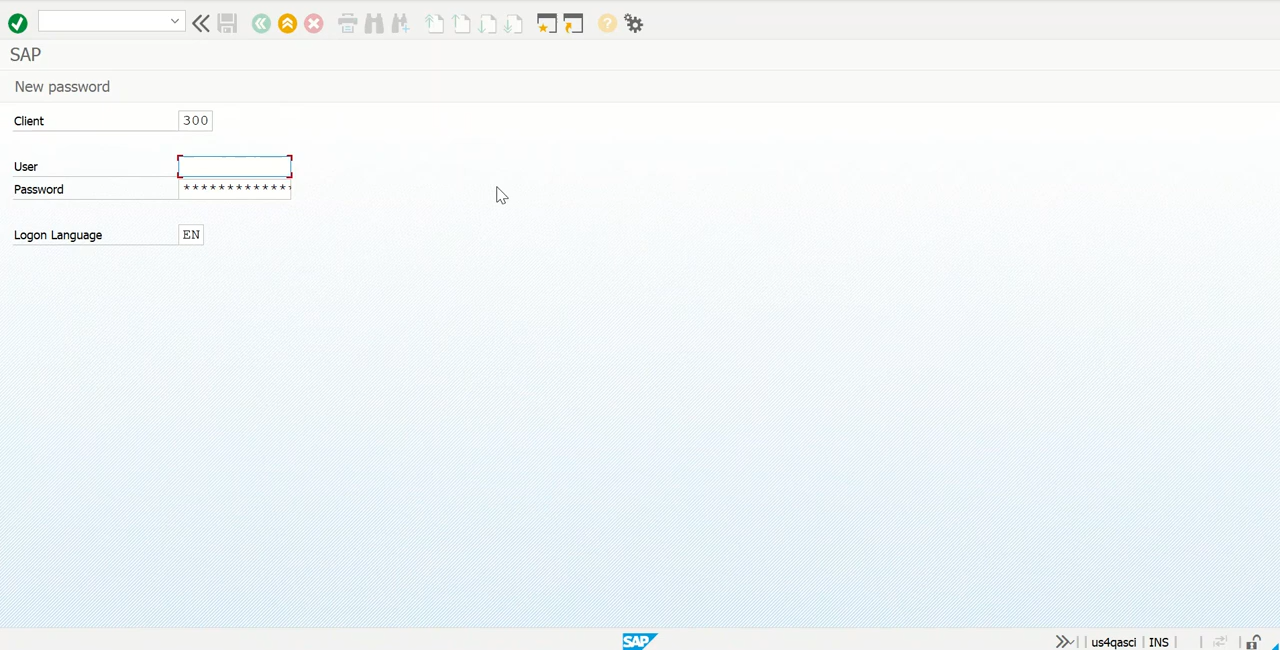 SAP
New password
Client 300
User
Password ************
Logon Language EN
SAP us4qasci INS